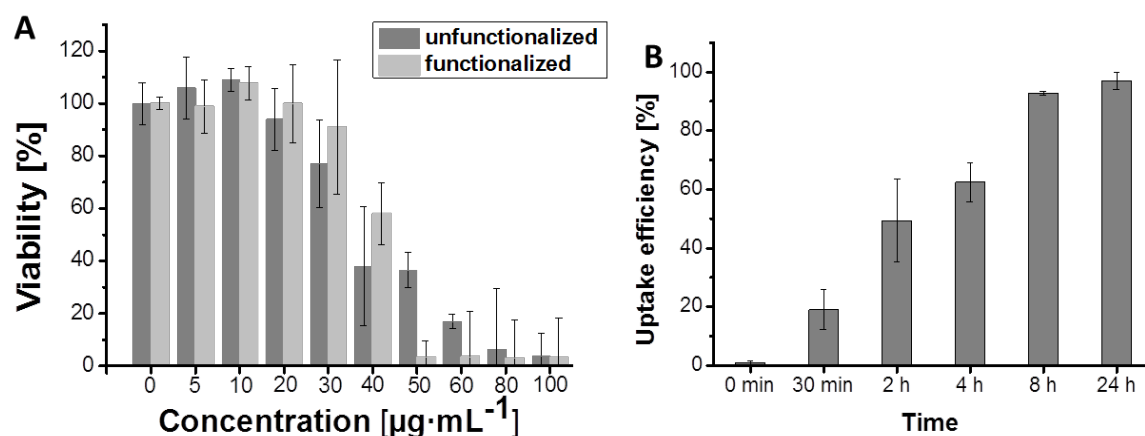 A
unfunctionalized
functionalized
Viability [%]
120
100
80
60
40
20
0
0 5 10 20 30 40 50 60 80 100
Concentration [µg·mL⁻¹]
B
Uptake efficiency [%]
100
80
60
40
20
0
0 min 30 min 2 h 4 h 8 h 24 h
Time